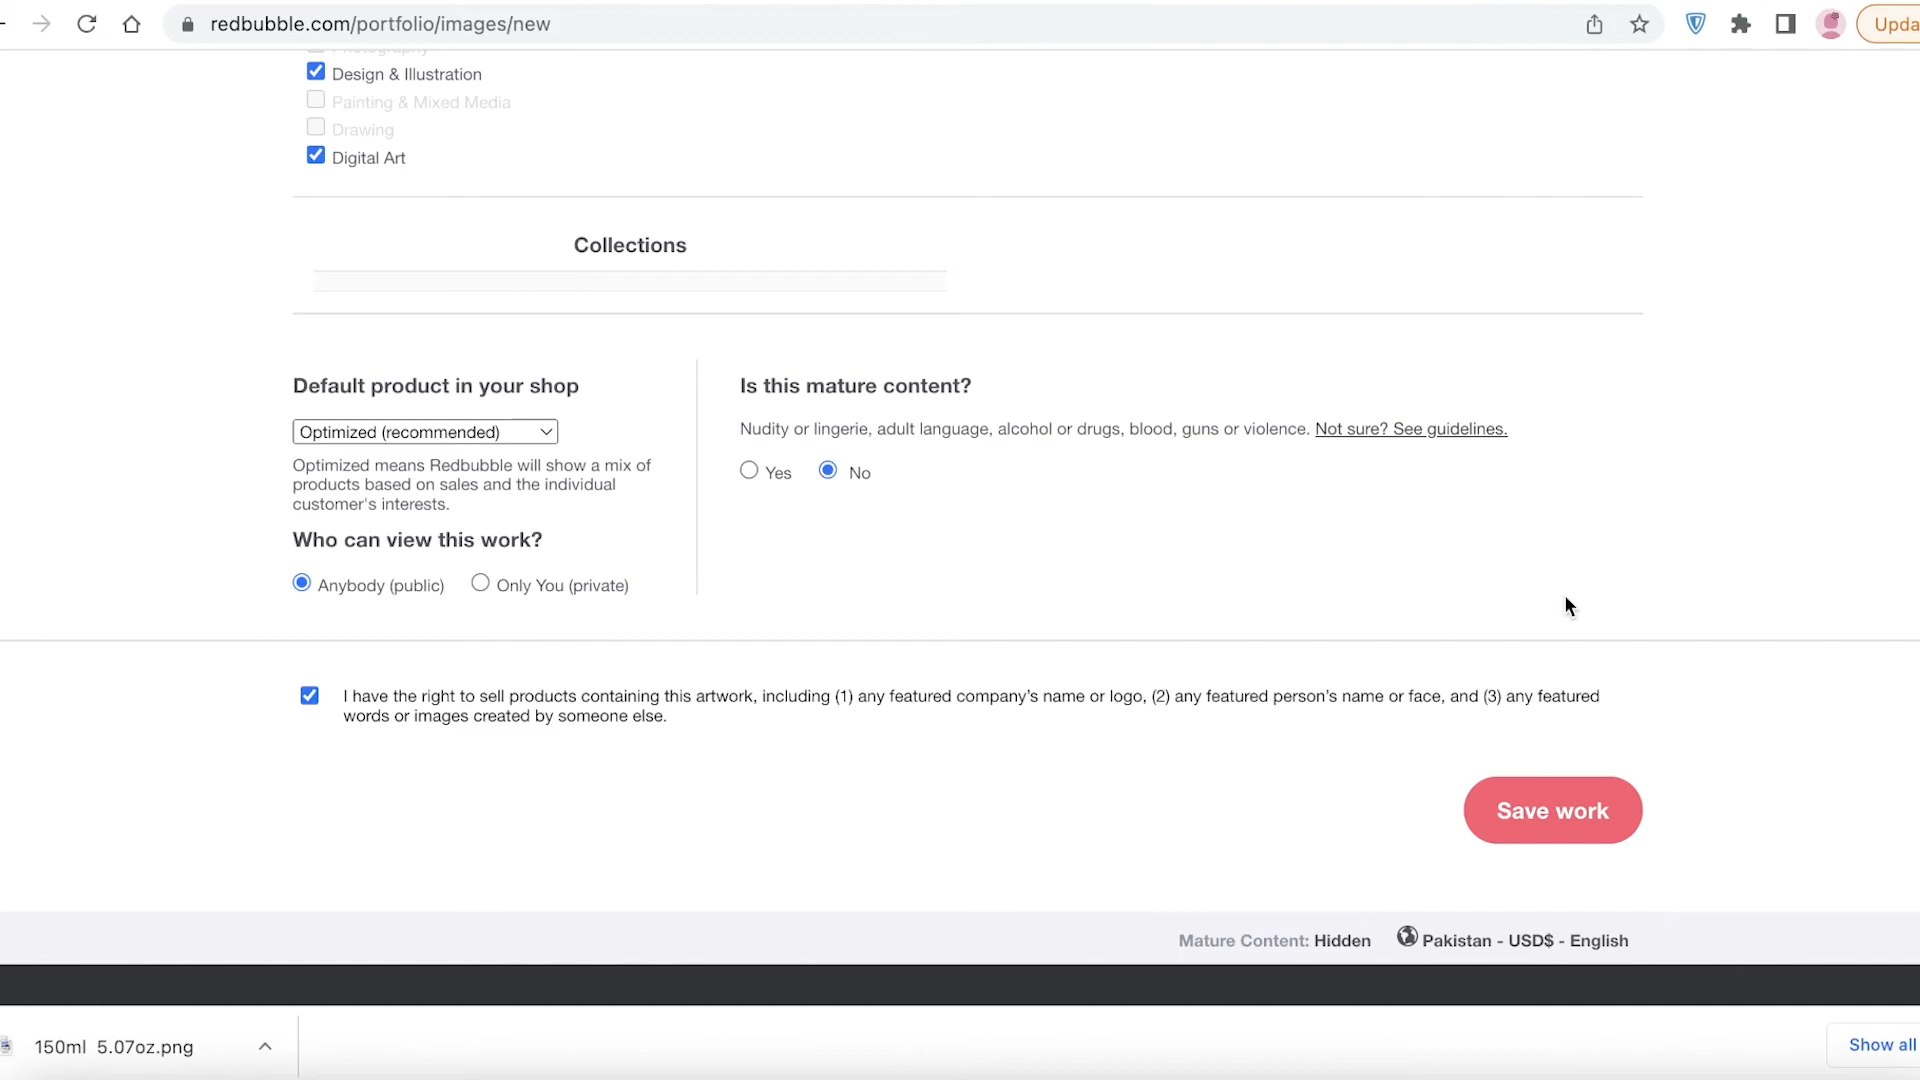 redbubble.com/portfolio/images/new
Upda
Photography
Design & Illustration
Painting & Mixed Media
Drawing
Digital Art
Collections
Default product in your shop
Optimized (recommended)
Optimized means Redbubble will show a mix of
products based on sales and the individual
customer's interests.
Who can view this work?
Anybody (public) Only You (private)
Is this mature content?
Nudity or lingerie, adult language, alcohol or drugs, blood, guns or violence. Not sure? See guidelines.
Yes No
I have the right to sell products containing this artwork, including (1) any featured company's name or logo, (2) any featured person's name or face, and (3) any featured
words or images created by someone else.
Save work
Mature Content: Hidden Pakistan - USD$ - English
150ml 5.07oz.png
Show all